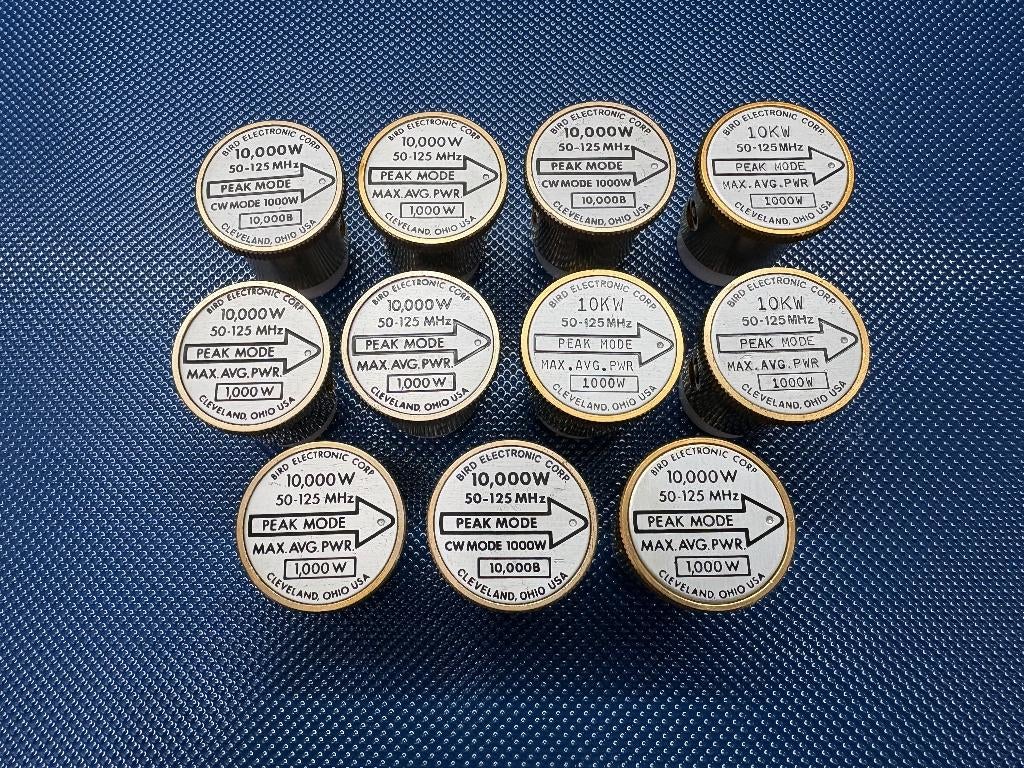 BIRD ELECTRONIC CORP
10,000W
50-125 MHz
PEAK MODE
CW MODE 1000W
10,000B
CLEVELAND, OHIO USA
BIRD ELECTRONIC CORP
10,000W
50-125 MHz
PEAK MODE
MAX.AVG.PWR.
1,000 W
CLEVELAND, OHIO USA
BIRD ELECTRONIC CORP
10,000W
50-125 MHz
PEAK MODE
CW MODE 1000W
10,000B
CLEVELAND, OHIO USA
BIRD ELECTRONIC CORP
10KW
50-125MHz
PEAK MODE
MAX.AVG.PWR
1000W
CLEVELAND, OHIO USA
BIRD ELECTRONIC CORP
10,000W
50-125 MHz
PEAK MODE
MAX.AVG.PWR.
1,000 W
CLEVELAND, OHIO USA
BIRD ELECTRONIC CORP
10,000W
50-125 MHz
PEAK MODE
MAX.AVG.PWR.
1,000 W
CLEVELAND, OHIO USA
BIRD ELECTRONIC CORP
10KW
50-125MHz
PEAK MODE
MAX.AVG.PWR
1000W
CLEVELAND, OHIO USA
BIRD ELECTRONIC CORP
10KW
50-125MHz
PEAK MODE
MAX.AVG.PWR
1000W
CLEVELAND, OHIO USA
BIRD ELECTRONIC CORP
10,000W
50-125 MHz
PEAK MODE
MAX.AVG.PWR.
1,000 W
CLEVELAND, OHIO USA
BIRD ELECTRONIC CORP
10,000W
50-125 MHz
PEAK MODE
CW MODE 1000W
10,000B
CLEVELAND, OHIO USA
BIRD ELECTRONIC CORP
10,000W
50-125 MHz
PEAK MODE
MAX.AVG.PWR.
1,000 W
CLEVELAND, OHIO USA